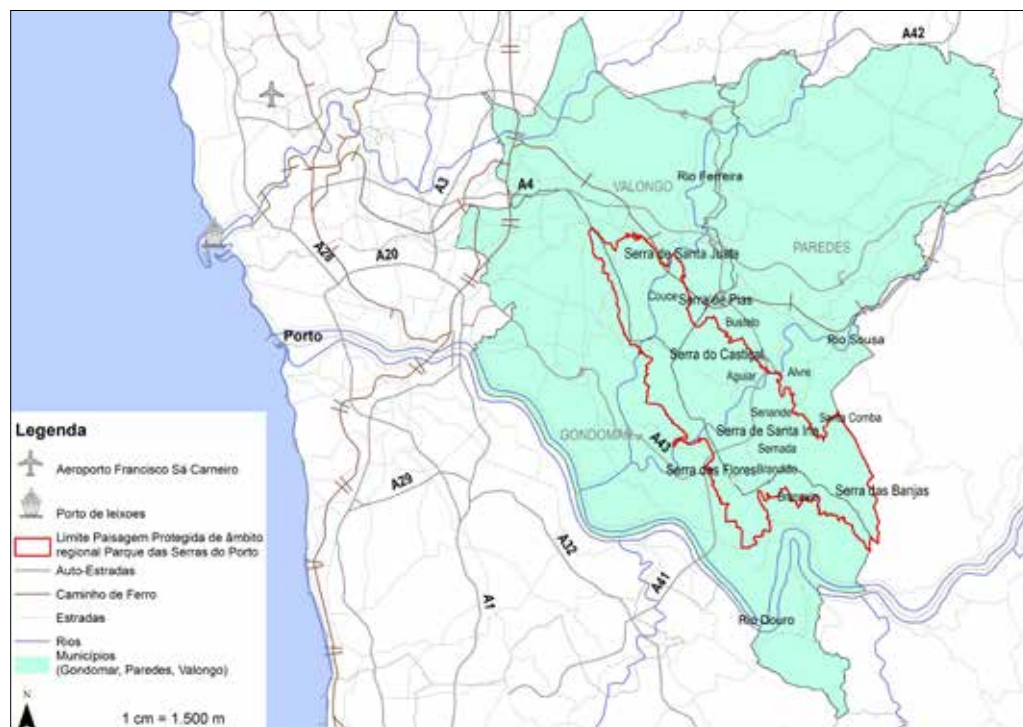 A42
Rio Ferreira
VALONGO
A4
A3
PAREDES
Serra de Santa Justa
A28
A20
Couce
Serra de Pias
Bustelo
Porto
Rio Sousa
Serra do Castiçal
Aguiar
Alvre
Senande
Santa Comba
GONDOMAR
A43
Serra de Santa Iria
Serrada
Serra das Flores
Brandião
A29
Serra das Banjas
A32
A41
A1
Rio Douro
Legenda
Aeroporto Francisco Sá Carneiro
Porto de leixoes
Limite Paisagem Protegida de âmbito
regional Parque das Serras do Porto
Auto-Estradas
Caminho de Ferro
Estradas
Rios
Municípios
(Gondomar, Paredes, Valongo)
N
1 cm = 1.500 m